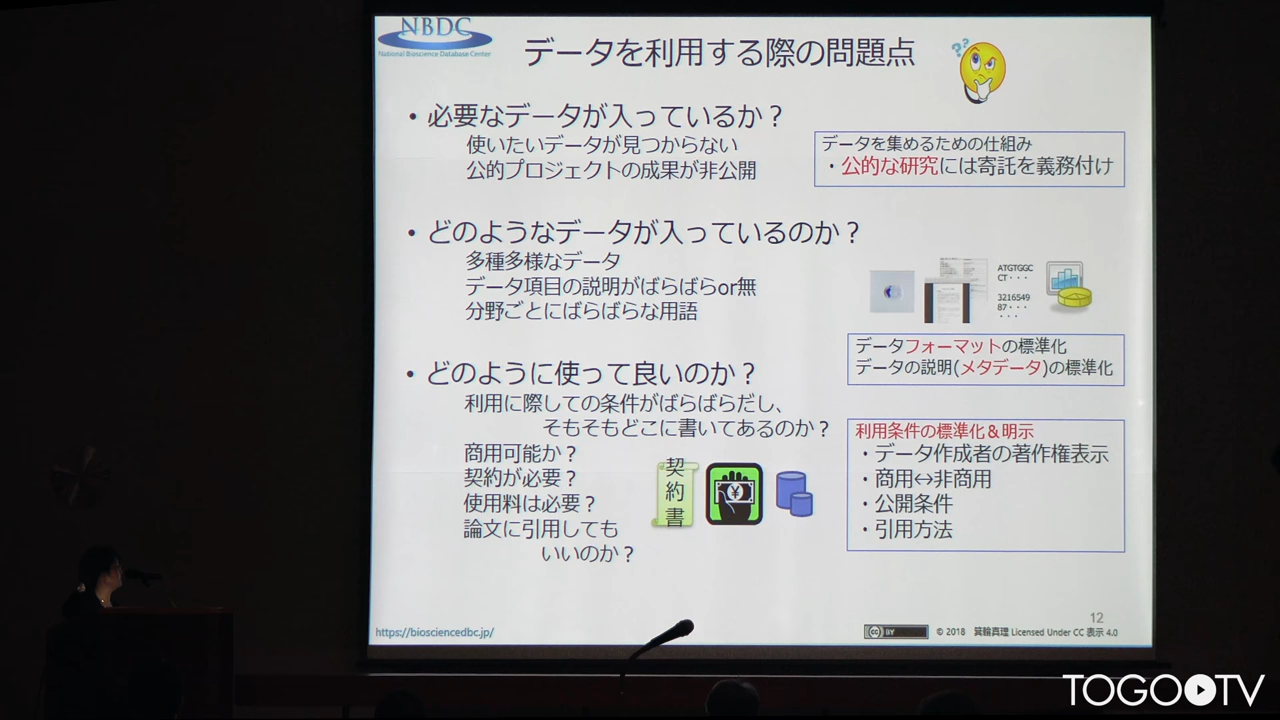 NBDC
National Bioscience Database Center
データを利用する際の問題点
??
・必要なデータが入っているか？
使いたいデータが見つからない
公的プロジェクトの成果が非公開
データを集めるための仕組み
・公的な研究には寄託を義務付け
・どのようなデータが入っているのか？
多種多様なデータ
データ項目の説明がばらばらor無
分野ごとにばらばらな用語
ATGTGGC
CT・・・
3216549
87・・・
・・・
データフォーマットの標準化
データの説明(メタデータ)の標準化
・どのように使って良いのか？
利用に際しての条件がばらばらだし、
そもそもどこに書いてあるのか？
商用可能か？
契約が必要？
使用料は必要？
論文に引用しても
いいのか？
契約書
¥
利用条件の標準化＆明示
・データ作成者の著作権表示
・商用↔非商用
・公開条件
・引用方法
12
https://biosciencedbc.jp/
cc BY
© 2018 箕輪真理 Licensed Under CC 表示 4.0
TOGOTV